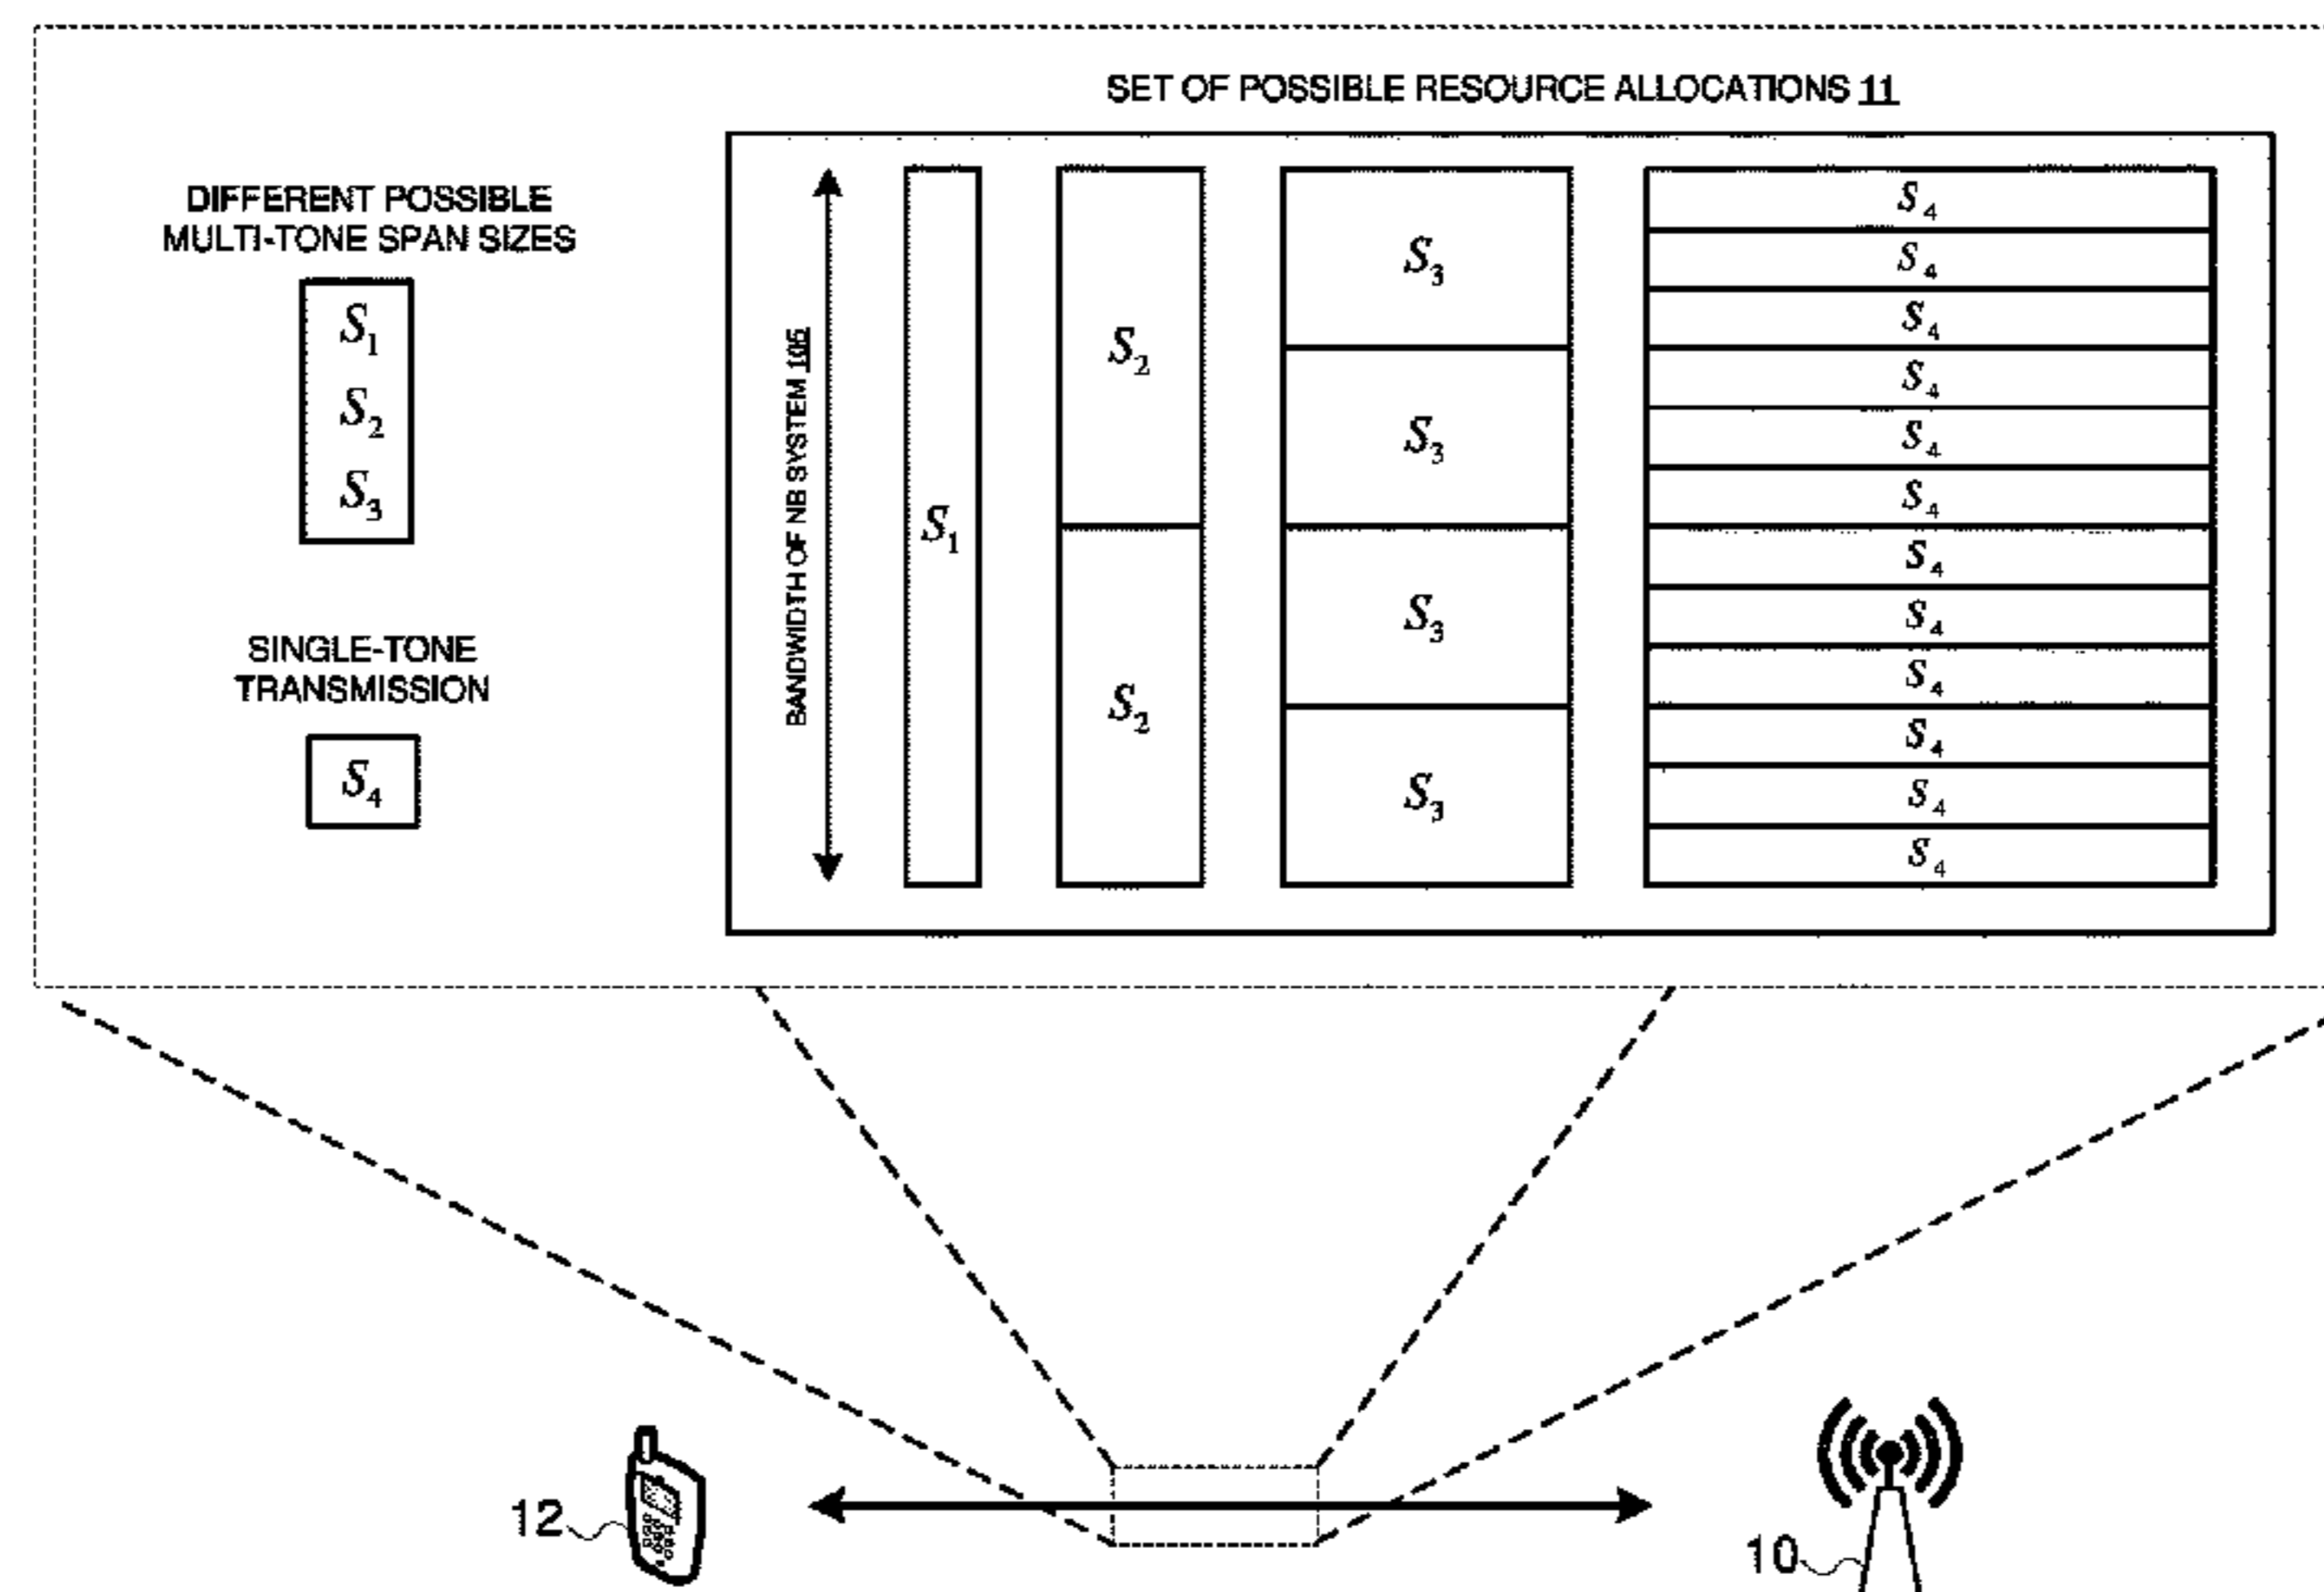 SET OF POSSIBLE RESOURCE ALLOCATIONS 11
DIFFERENT POSSIBLE
MULTI-TONE SPAN SIZES
S1
S2
S3
SINGLE-TONE
TRANSMISSION
S4
BANDWIDTH OF NB SYSTEM 106
S1
S2
S2
S3
S3
S3
S3
S4
S4
S4
S4
S4
S4
S4
S4
S4
S4
S4
S4
12
10